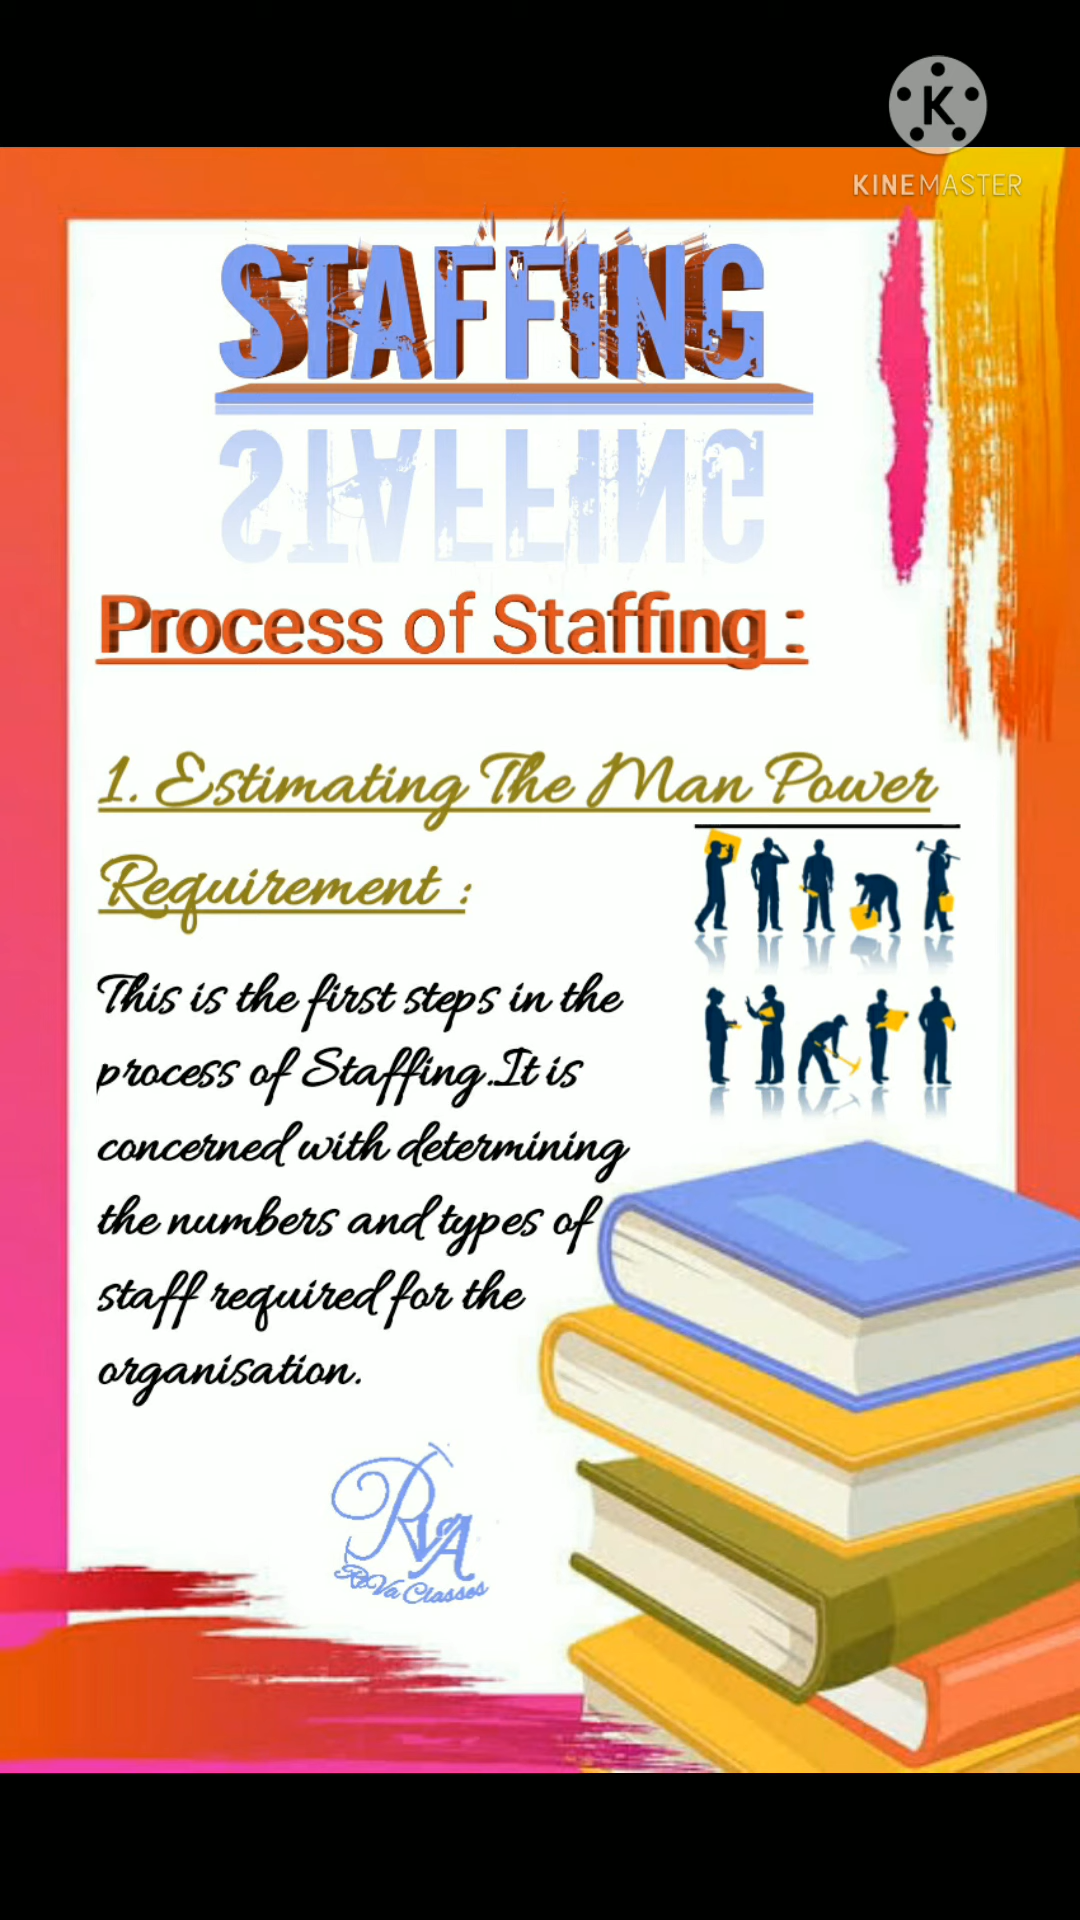 KINEMASTER
STAFFING
Process of Staffing :
1. Estimating The Man Power
Requirement :
This is the first steps in the
process of Staffing.It is
concerned with determining
the numbers and types of
staff required for the
organisation.
RVA
ReVa Classes